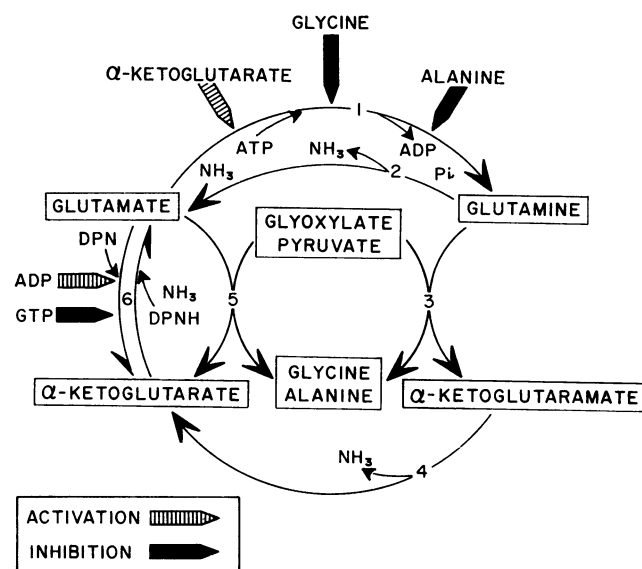 GLYCINE
α-KETOGLUTARATE
ALANINE
1
ATP
ADP
NH₃
NH₃
2
Pi
GLUTAMATE
GLUTAMINE
GLYOXYLATE
PYRUVATE
DPN
ADP
6
NH₃
5
3
GTP
DPNH
α-KETOGLUTARATE
GLYCINE
ALANINE
α-KETOGLUTARAMATE
NH₃
4
ACTIVATION
INHIBITION